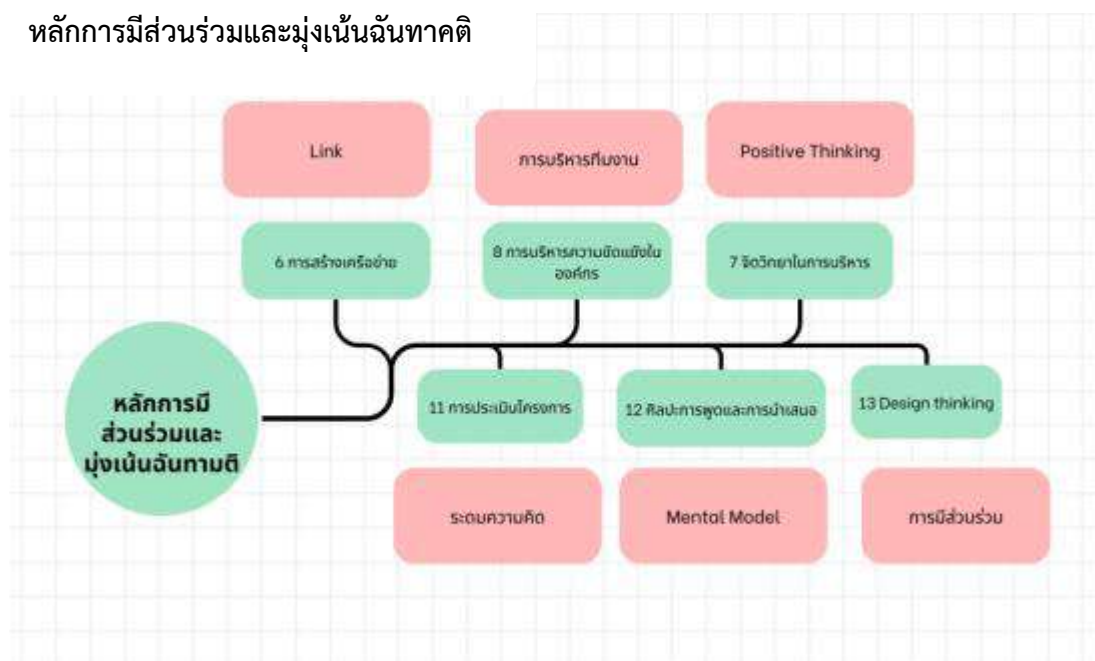 หลักการมีส่วนร่วมและมุ่งเน้นฉันทาคติ
Link
การบริหารทีมงาน
Positive Thinking
6 การสร้างเครือข่าย
8 การบริหารความขัดแย้งใน
องค์กร
7 จิตวิทยาในการบริหาร
หลักการมี
ส่วนร่วมและ
มุ่งเน้นฉันทามติ
11 การประเมินโครงการ
12 ศิลปะการพูดและการนำเสนอ
13 Design thinking
ระดมความคิด
Mental Model
การมีส่วนร่วม